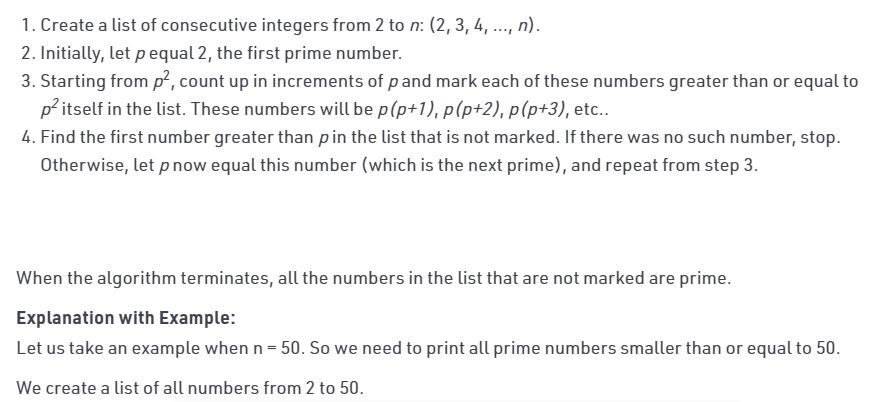 1. Create a list of consecutive integers from 2 to n: (2, 3, 4, ..., n).
2. Initially, let p equal 2, the first prime number.
3. Starting from p², count up in increments of p and mark each of these numbers greater than or equal to
p² itself in the list. These numbers will be p(p+1), p(p+2), p(p+3), etc..
4. Find the first number greater than p in the list that is not marked. If there was no such number, stop.
Otherwise, let p now equal this number (which is the next prime), and repeat from step 3.
When the algorithm terminates, all the numbers in the list that are not marked are prime.
Explanation with Example:
Let us take an example when n = 50. So we need to print all prime numbers smaller than or equal to 50.
We create a list of all numbers from 2 to 50.